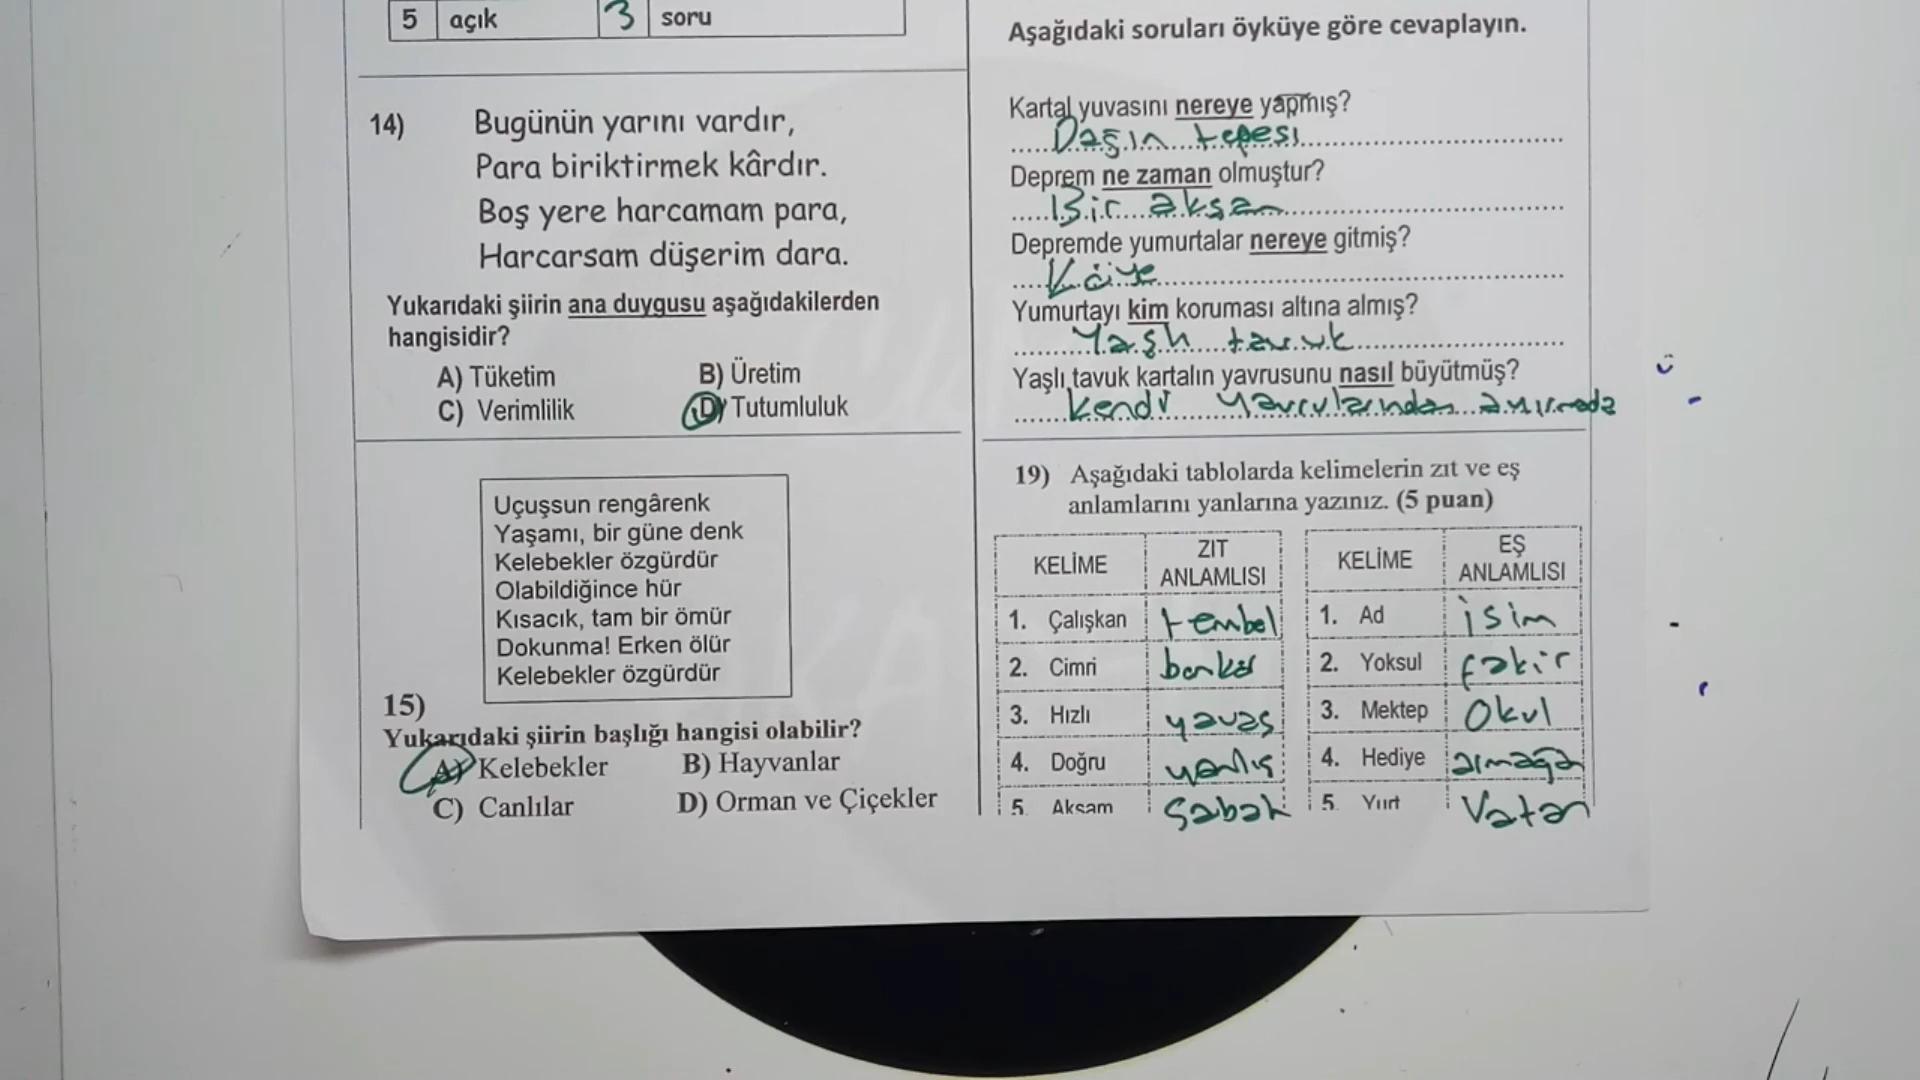 5 açık 3 soru
14) Bugünün yarını vardır,
Para biriktirmek kârdır.
Boş yere harcamam para,
Harcarsam düşerim dara.
Yukarıdaki şiirin ana duygusu aşağıdakilerden
hangisidir?
A) Tüketim B) Üretim
C) Verimlilik D) Tutumluluk
Uçuşsun rengârenk
Yaşamı, bir güne denk
Kelebekler özgürdür
Olabildiğince hür
Kısacık, tam bir ömür
Dokunma! Erken ölür
Kelebekler özgürdür
15)
Yukarıdaki şiirin başlığı hangisi olabilir?
A) Kelebekler B) Hayvanlar
C) Canlılar D) Orman ve Çiçekler
Aşağıdaki soruları öyküye göre cevaplayın.
Kartal yuvasını nereye yapmış?
Dağın tepesi
Deprem ne zaman olmuştur?
Bir akşam
Depremde yumurtalar nereye gitmiş?
Köye
Yumurtayı kim koruması altına almış?
Yaşlı tavuk
Yaşlı tavuk kartalın yavrusunu nasıl büyütmüş?
kendi yavrularından ayırmada
19) Aşağıdaki tablolarda kelimelerin zıt ve eş
anlamlarını yanlarına yazınız. (5 puan)
KELİME ZIT ANLAMLISI KELİME EŞ ANLAMLISI
1. Çalışkan tembel 1. Ad isim
2. Cimri 2. Yoksul fakir
3. Hızlı yavaş 3. Mektep Okul
4. Doğru yanlış 4. Hediye armağan
5. Akşam Sabah 5. Yurt Vatan